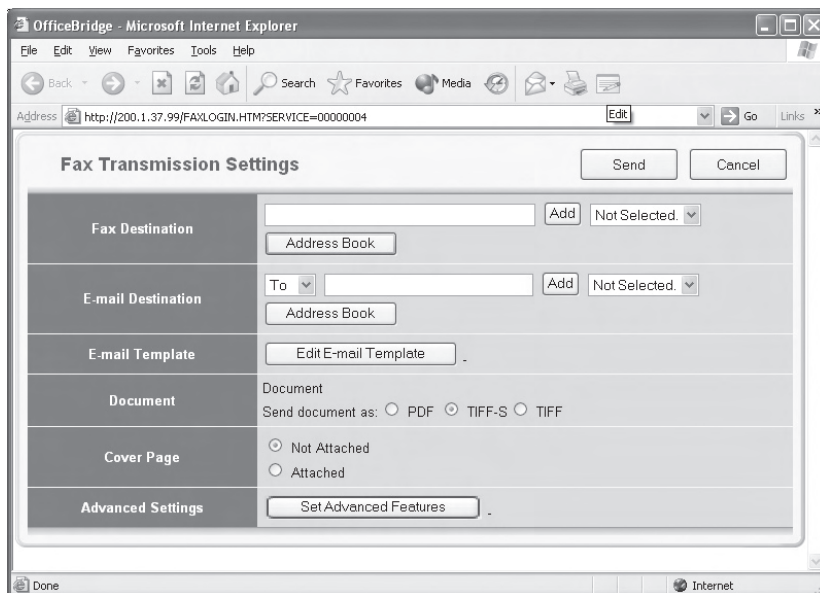 OfficeBridge - Microsoft Internet Explorer
File Edit View Favorites Tools Help
Back Search Favorites Media
Address http://200.1.37.99/FAXLOGIN.HTM?SERVICE=00000004 Edit Go Links »
Fax Transmission Settings Send Cancel
Fax Destination Add Not Selected.
Address Book
E-mail Destination To Add Not Selected.
Address Book
E-mail Template Edit E-mail Template -
Document Document
Send document as: PDF TIFF-S TIFF
Cover Page Not Attached
Attached
Advanced Settings Set Advanced Features -
Done Internet